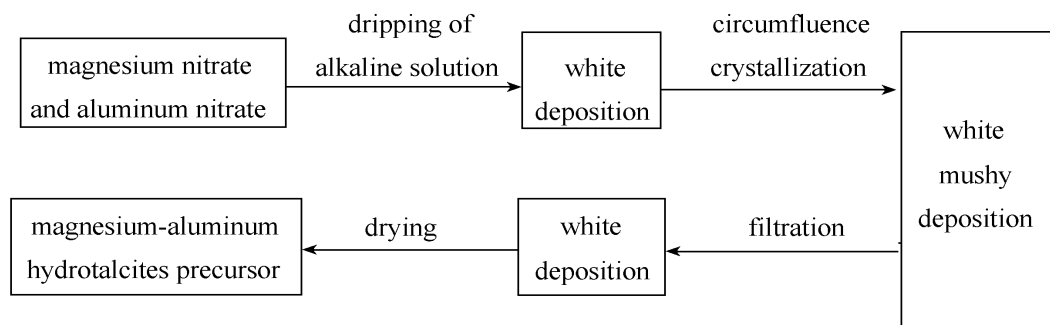 magnesium nitrate
and aluminum nitrate
dripping of
alkaline solution
white
deposition
circumfluence
crystallization
white
mushy
deposition
filtration
white
deposition
drying
magnesium-aluminum
hydrotalcites precursor